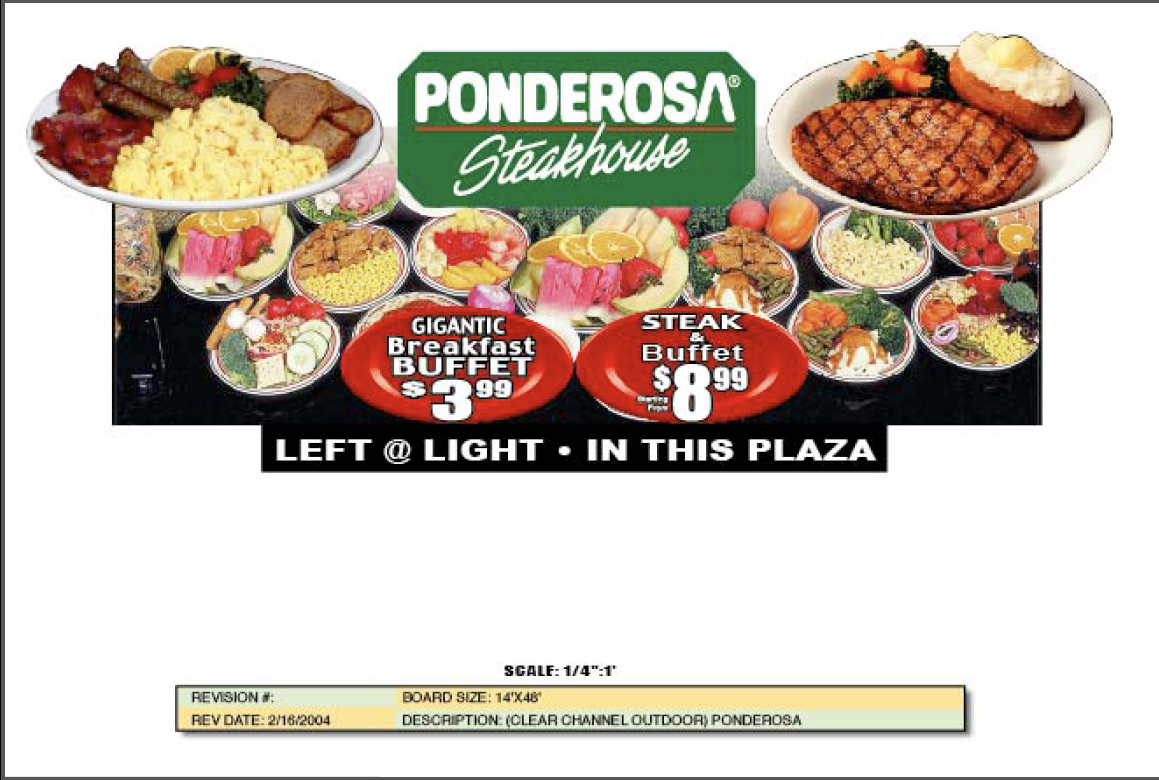 PONDEROSA®
Steakhouse
GIGANTIC
Breakfast
BUFFET
$3.99
STEAK
&
Buffet
Starting
From
$8.99
LEFT @ LIGHT • IN THIS PLAZA
SCALE: 1/4":1'
REVISION #:
BOARD SIZE: 14'X48'
REV DATE: 2/16/2004
DESCRIPTION: (CLEAR CHANNEL OUTDOOR) PONDEROSA